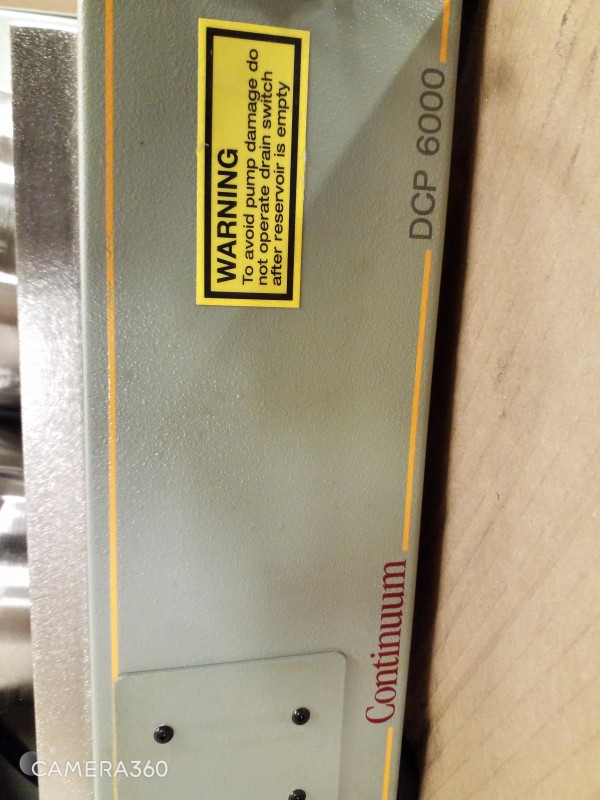 WARNING
To avoid pump damage do
not operate drain switch
after reservoir is empty
DCP 6000
Continuum
CAMERA360